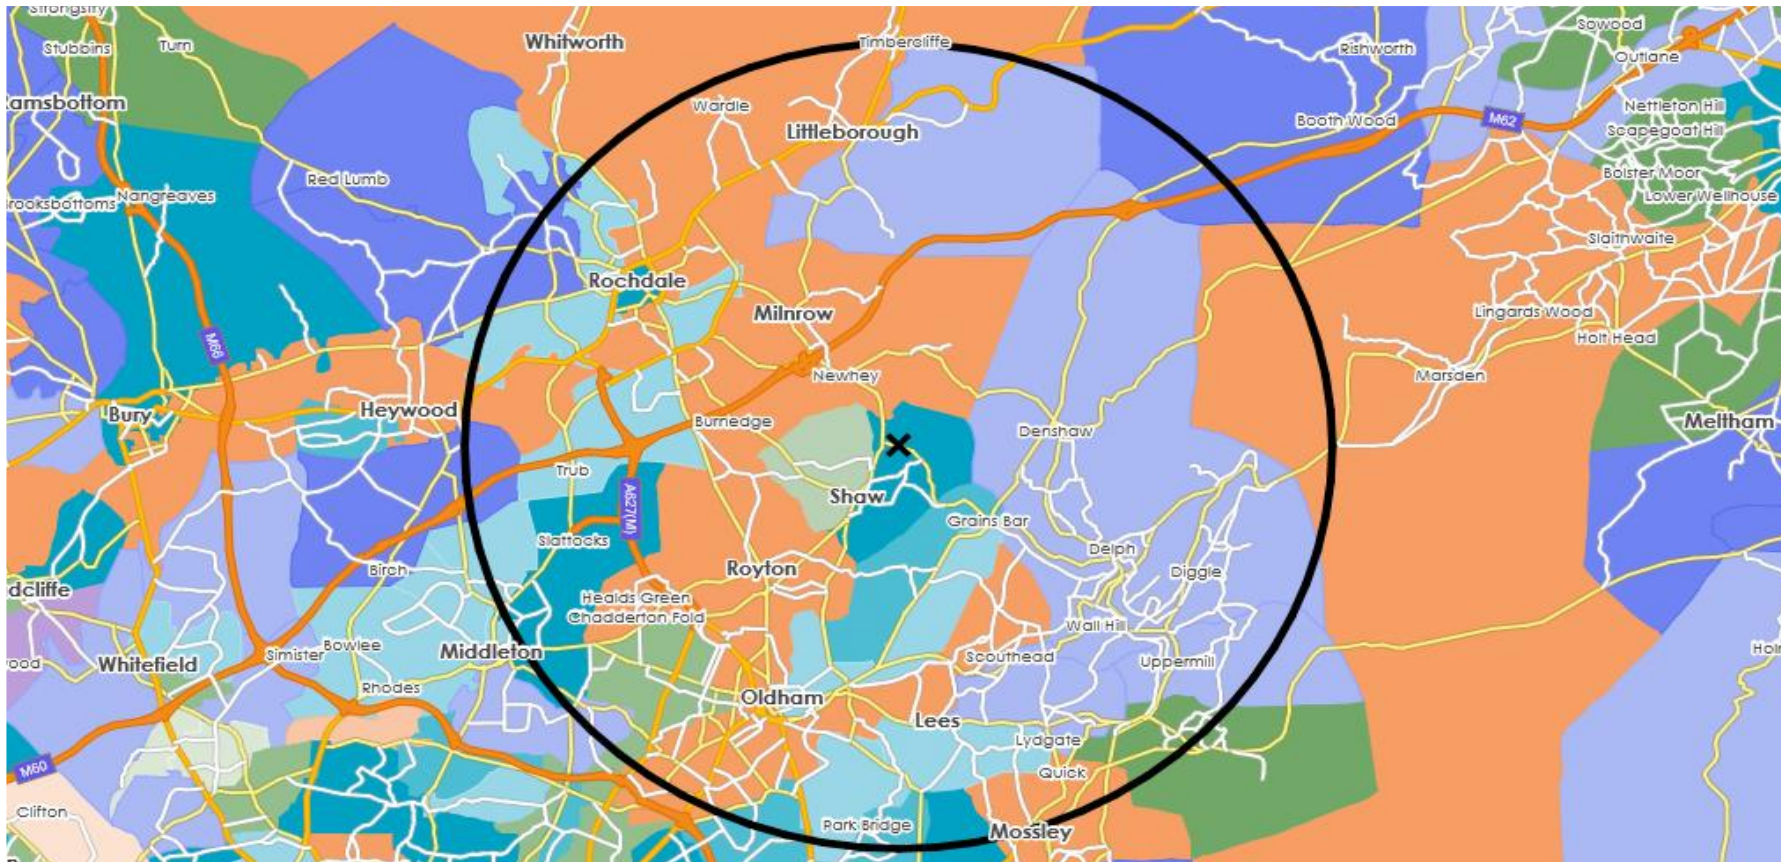 Whitworth
Timbercliffe
Sowood
Stubbins
Turn
Rishworth
Outlane
Ramsbottom
Wardle
Littleborough
Booth Wood
M62
Nettleton Hill
Scapegoat Hill
Red Lumb
Nangreaves
Brooksbottoms
Bolster Moor
Lower Wellhouse
Slaithwaite
Rochdale
Milnrow
Lingards Wood
Holt Head
M66
Newhey
Marsden
Bury
Heywood
Burnedge
Denshaw
Meltham
Trub
A627(M)
Shaw
Grains Bar
Slattocks
Delph
Birch
Royton
Diggle
dcliffe
Healds Green
Chadderton Fold
Wall Hill
Whitefield
Simister
Bowlee
Middleton
Scouthead
Uppermill
Rhodes
Oldham
Lees
Lydgate
M60
Quick
Clifton
Park Bridge
Mossley